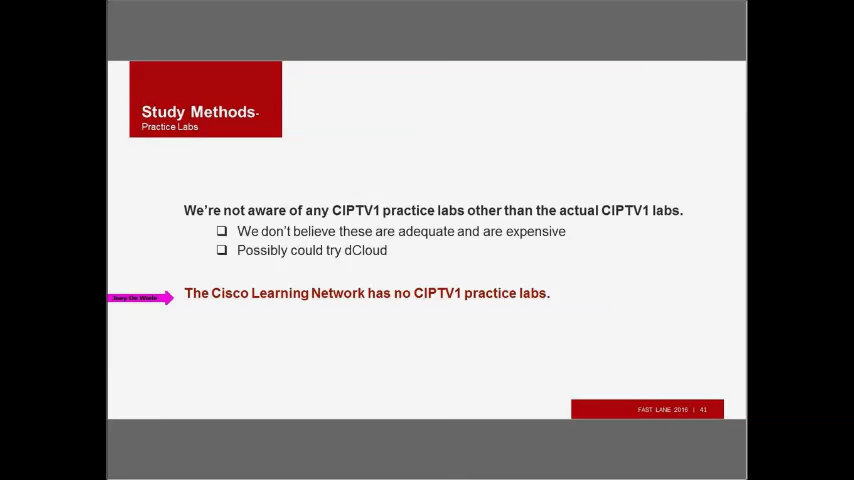 Study Methods-
Practice Labs
We're not aware of any CIPTV1 practice labs other than the actual CIPTV1 labs.
❑ We don't believe these are adequate and are expensive
❑ Possibly could try dCloud
The Cisco Learning Network has no CIPTV1 practice labs.
FAST LANE 2016 | 41